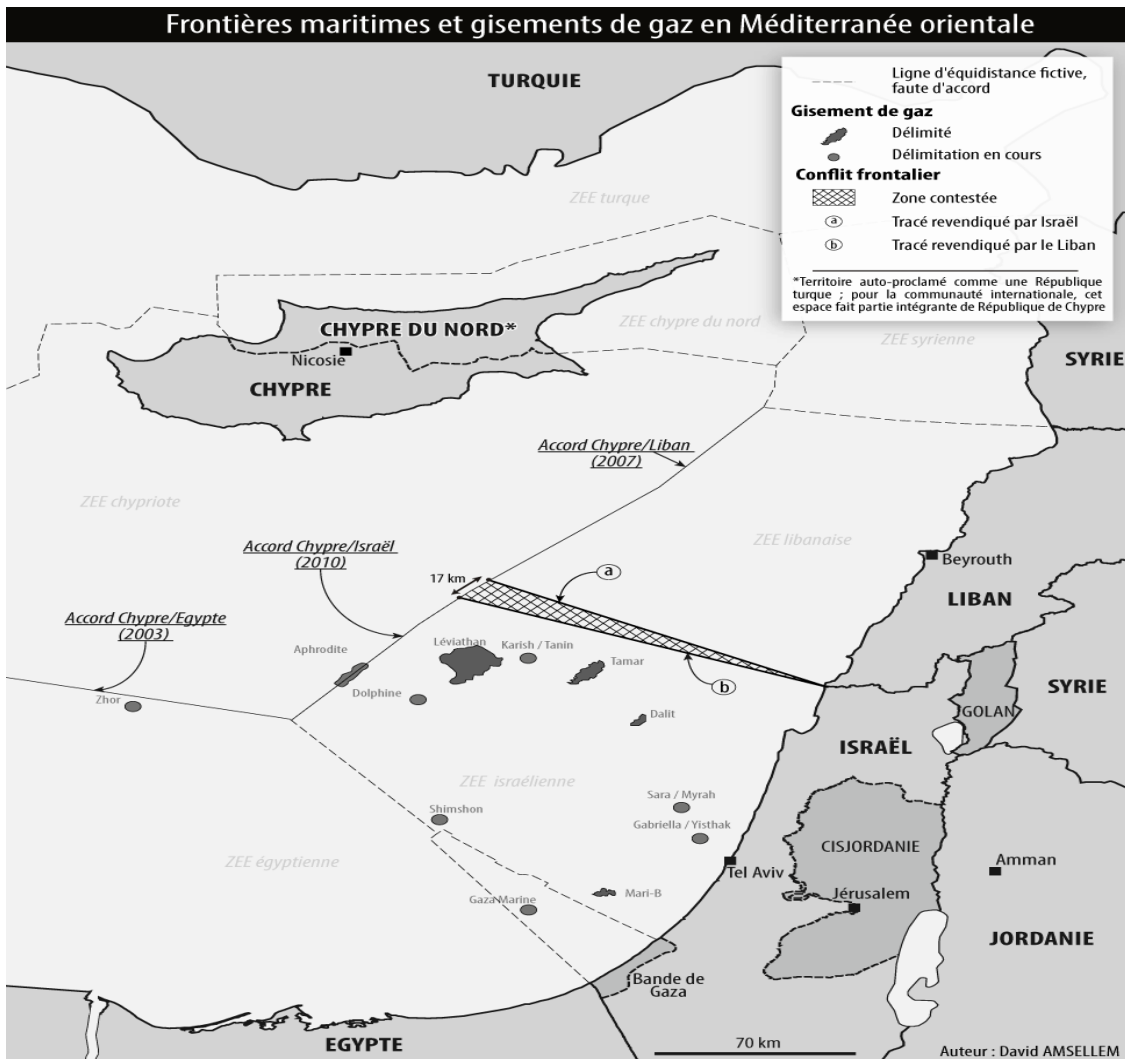 Frontières maritimes et gisements de gaz en Méditerranée orientale
Ligne d'équidistance fictive,
faute d'accord
Gisement de gaz
Délimité
Délimitation en cours
Conflit frontalier
Zone contestée
a Tracé revendiqué par Israël
b Tracé revendiqué par le Liban
*Territoire auto-proclamé comme une République
turque ; pour la communauté internationale, cet
espace fait partie intégrante de République de Chypre
TURQUIE
ZEE turque
CHYPRE DU NORD*
ZEE chypre du nord
ZEE syrienne
Nicosie
SYRIE
CHYPRE
Accord Chypre/Liban
(2007)
ZEE chypriote
ZEE libanaise
Accord Chypre/Israël
(2010)
Beyrouth
17 km
a
LIBAN
Accord Chypre/Egypte
(2003)
Aphrodite
Léviathan
Karish / Tanin
Tamar
b
SYRIE
Zhor
Dolphine
Dalit
GOLAN
ISRAËL
ZEE israélienne
Sara / Myrah
Shimshon
Gabriella / Yisthak
CISJORDANIE
ZEE égyptienne
Tel Aviv
Amman
Mari-B
Jérusalem
Gaza Marine
JORDANIE
Bande de
Gaza
EGYPTE
70 km
Auteur : David AMSELLEM